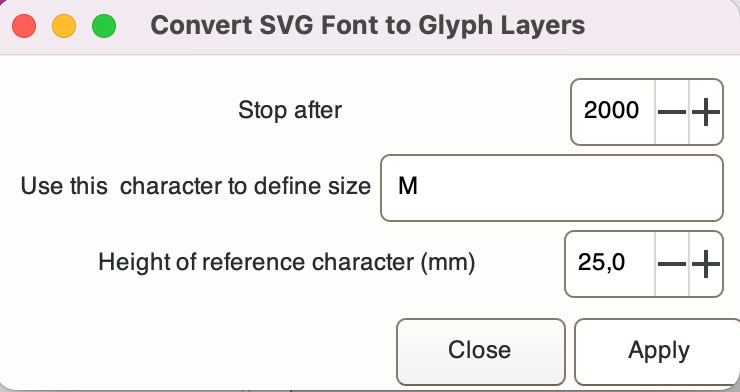 Convert SVG Font to Glyph Layers
Stop after 2000
Use this  character to define size M
Height of reference character (mm) 25,0
Close Apply